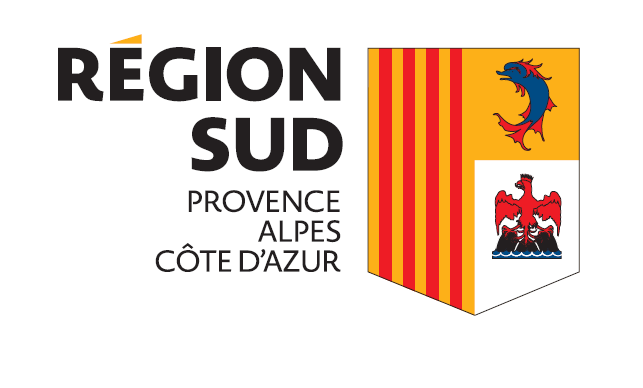 RÉGION
SUD
PROVENCE
ALPES
CÔTE D'AZUR